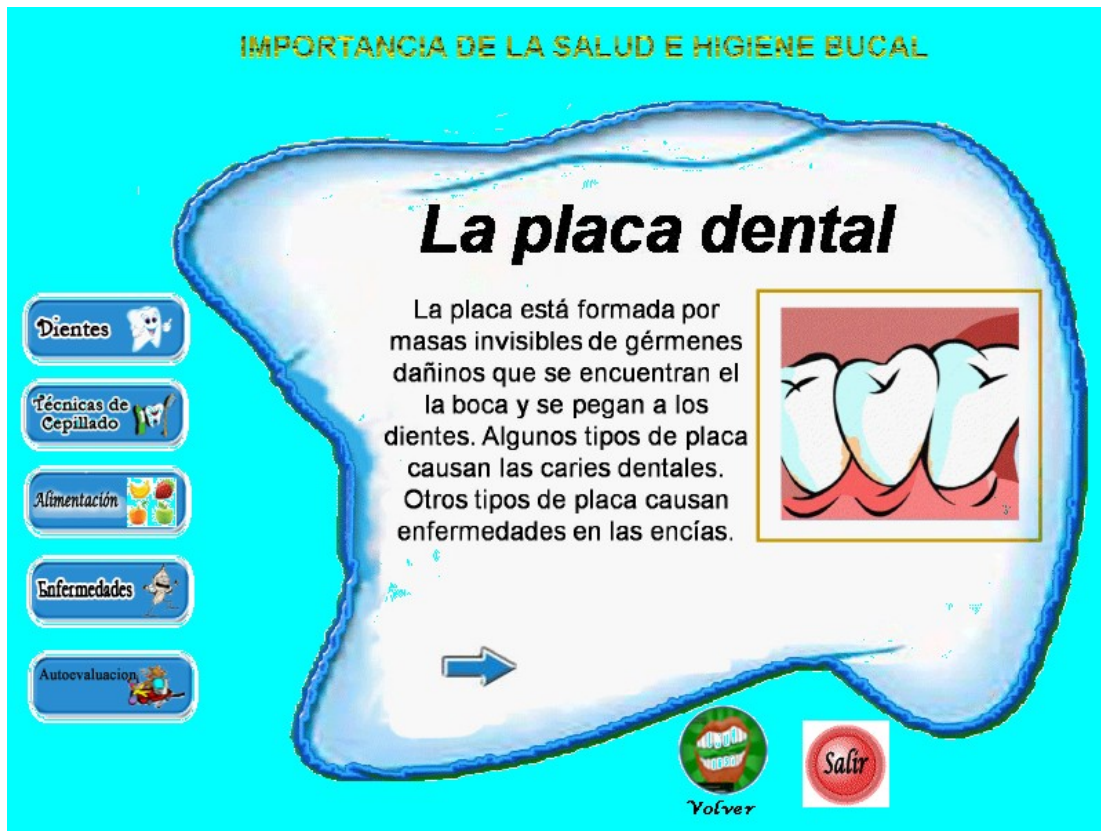 IMPORTANCIA DE LA SALUD E HIGIENE BUCAL
La placa dental
La placa está formada por
masas invisibles de gérmenes
dañinos que se encuentran el
la boca y se pegan a los
dientes. Algunos tipos de placa
causan las caries dentales.
Otros tipos de placa causan
enfermedades en las encías.
Dientes
Técnicas de
Cepillado
Alimentación
Enfermedades
Autoevaluacion
Volver
Salir